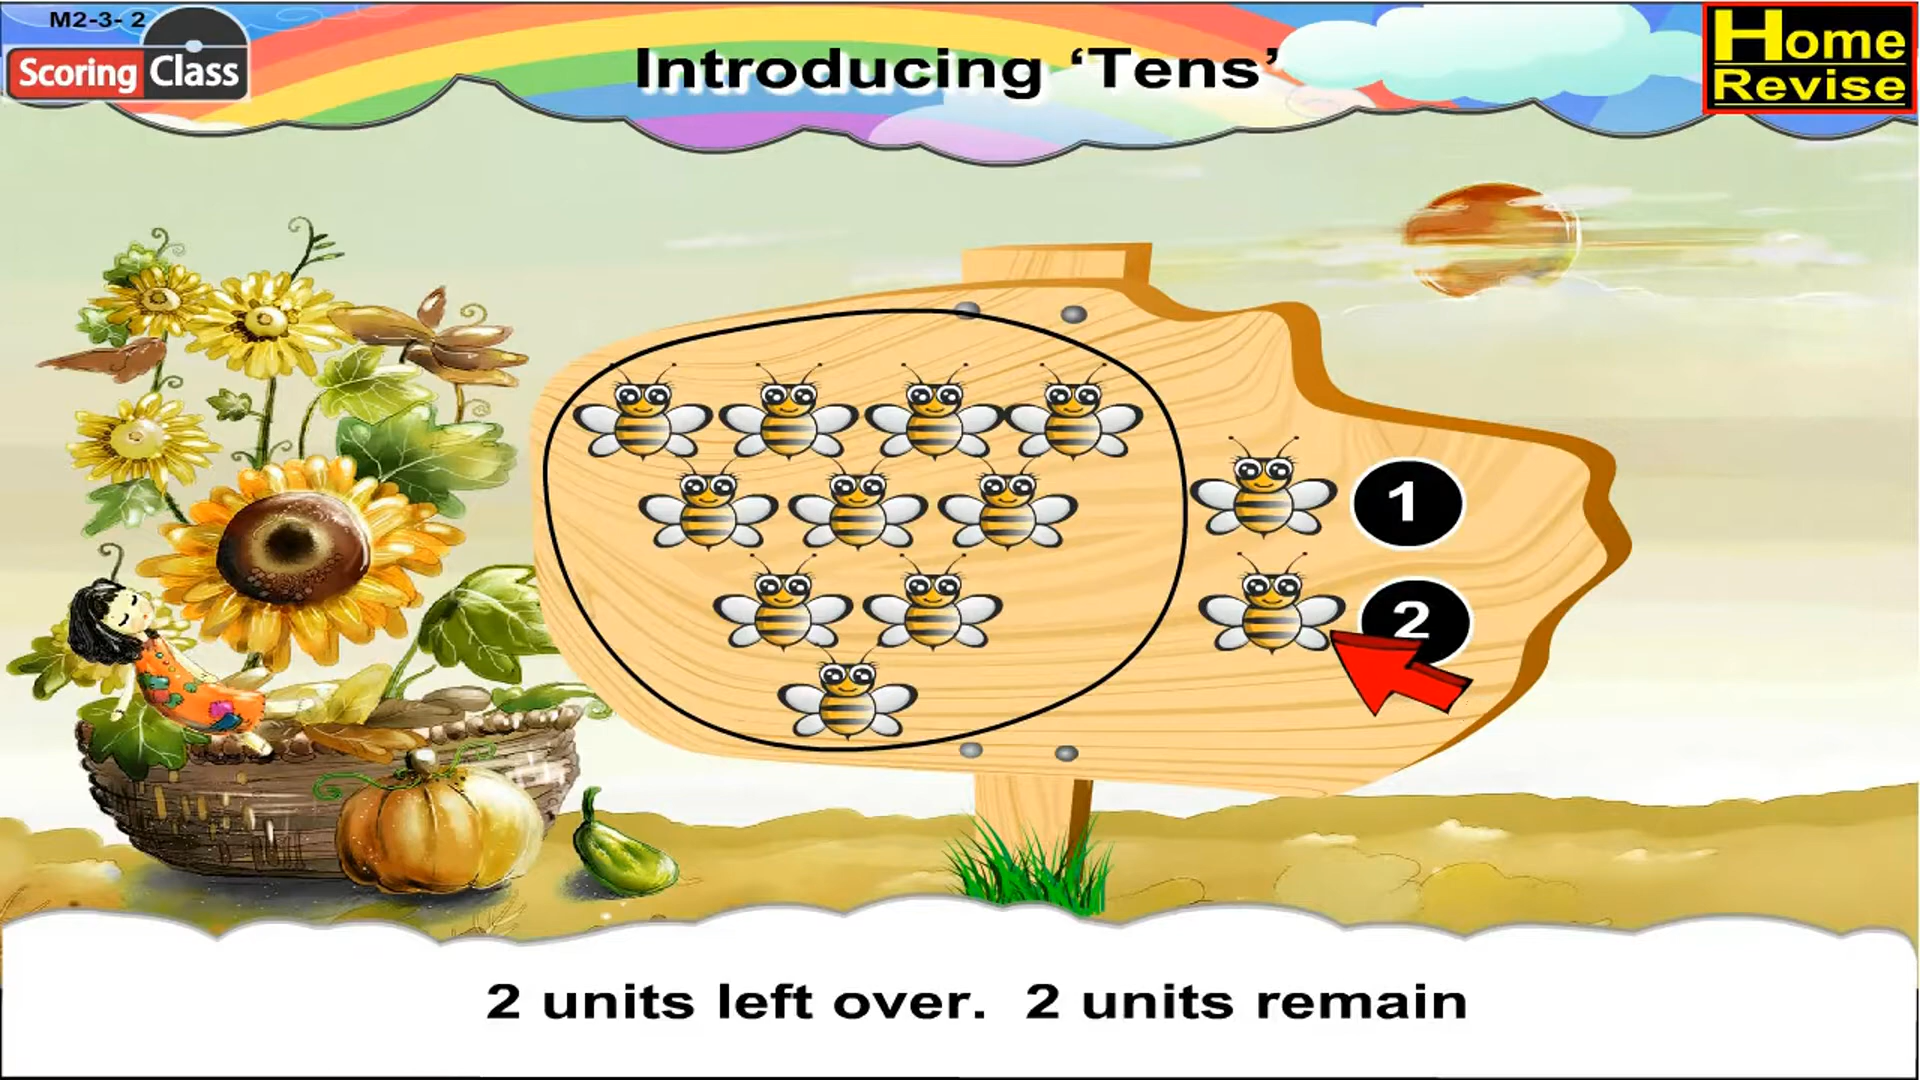 M2-3- 2
Scoring Class
Introducing ‘Tens’
Home
Revise
1
2
2 units left over. 2 units remain